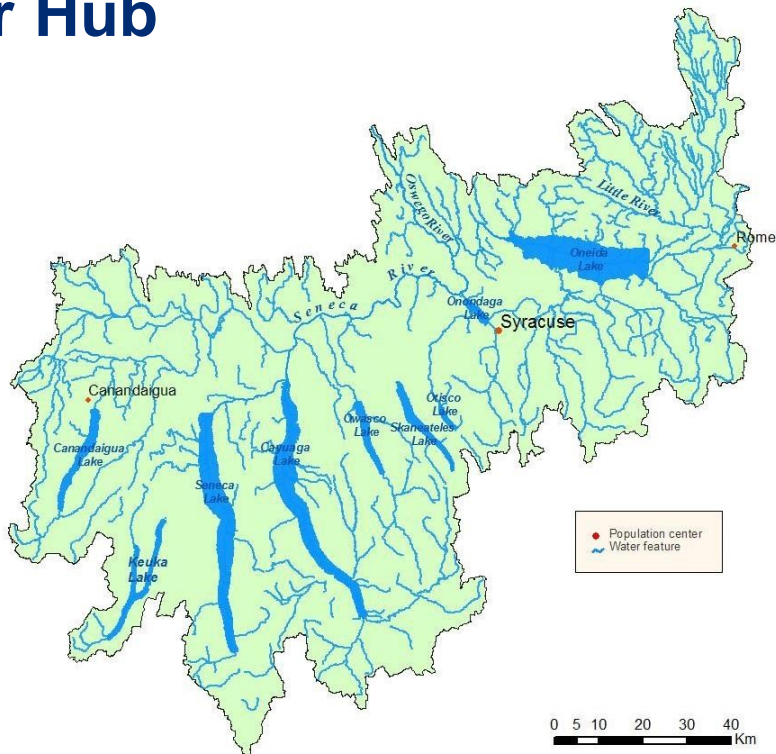 r Hub
Oswego River
Little River
Rome
Oneida
Lake
Seneca River
Onondaga
Lake
Syracuse
Canandaigua
Canandaigua
Lake
Otisco
Lake
Owasco
Lake
Skaneateles
Lake
Cayuaga
Lake
Seneca
Lake
Keuka
Lake
Population center
Water feature
0 5 10 20 30 40
Km